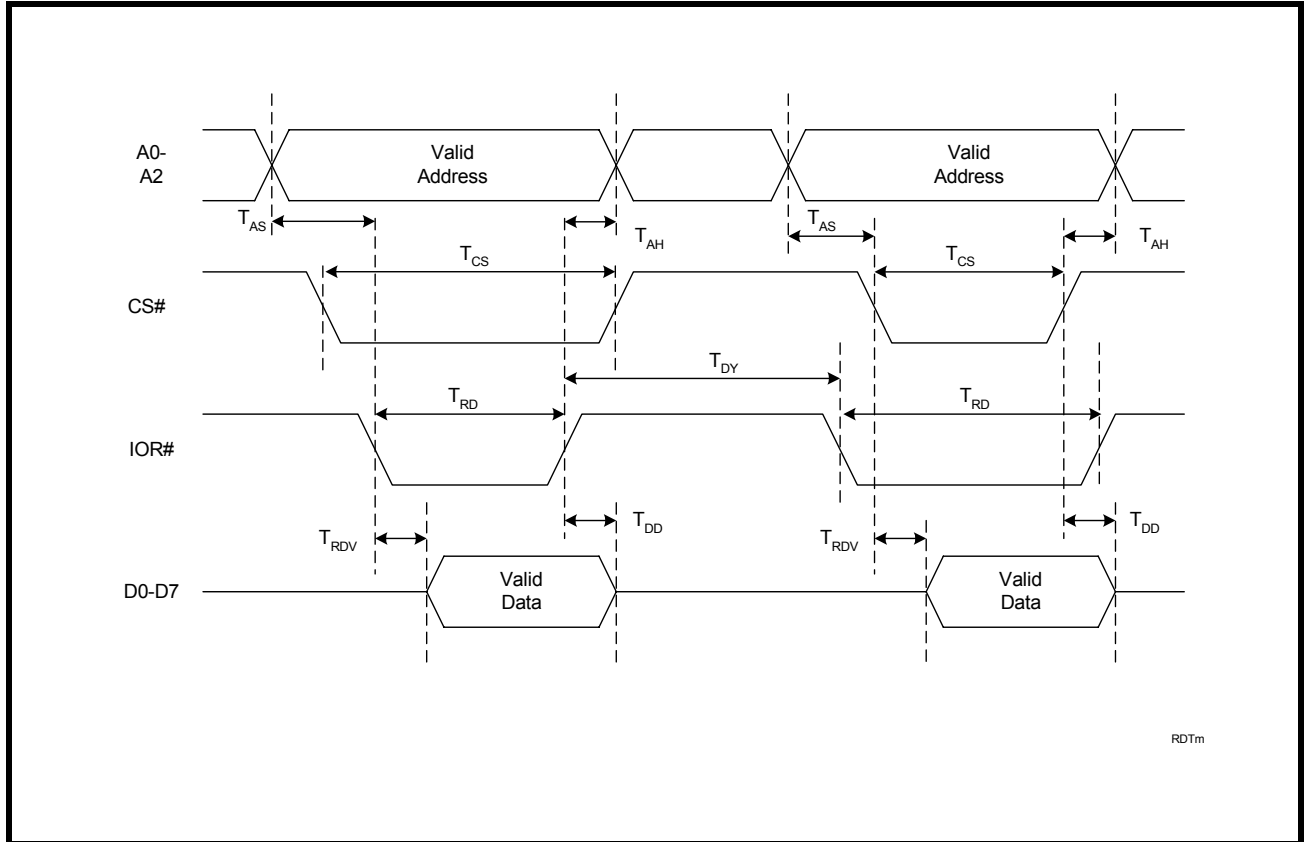 A0-
A2
Valid
Address
Valid
Address
TAS
TAH
TAS
TAH
TCS
TCS
CS#
TDY
TRD
TRD
IOR#
TRDV
TDD
TRDV
TDD
D0-D7
Valid
Data
Valid
Data
RDTm